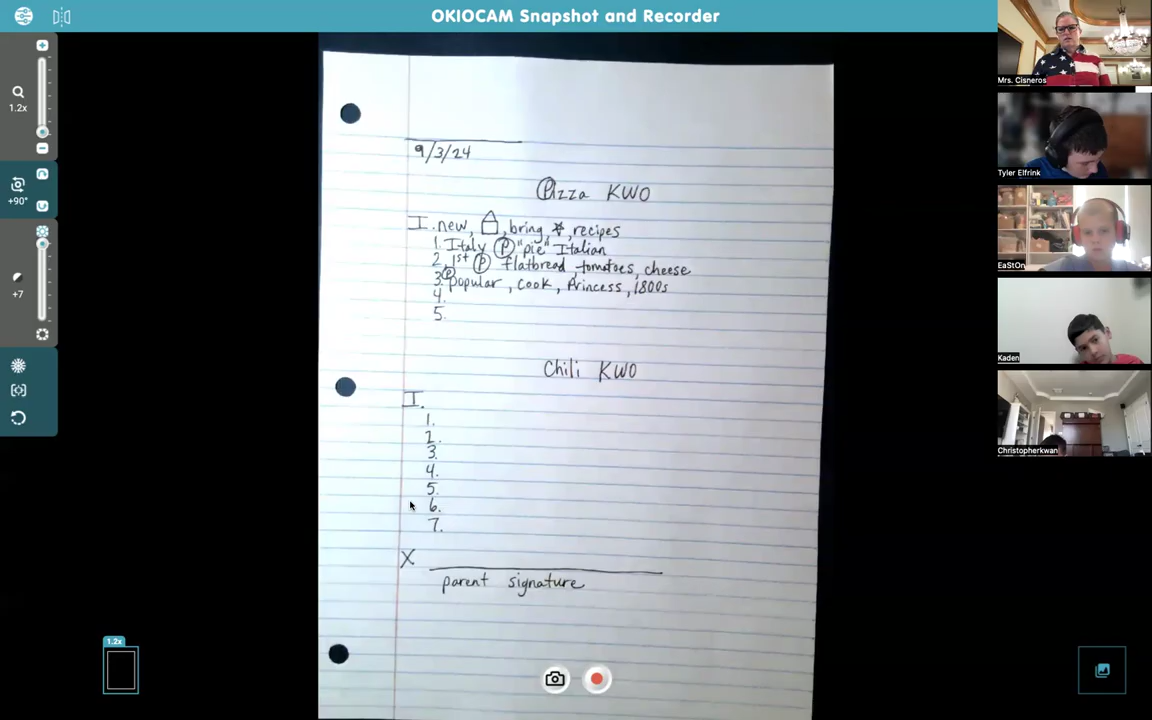 OKIOCAM Snapshot and Recorder
1.2x
+90°
+7
1.2x
9/3/24
Pizza KWO
I. new, , bring , recipes
1. Italy P "pie" Italian
2. 1st P flatbread, tomatoes, cheese
3. P popular, cook, Princess, 1800s
4.
5.
Chili KWO
I.
1.
2.
3.
4.
5.
6.
7.
X
parent signature
Mrs. Cisneros
Tyler Elfrink
EaStOn
Kaden
Christopherkwan